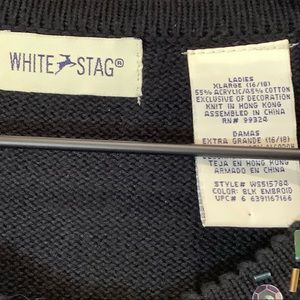 WHITE STAG®
LADIES
XLARGE (16/18)
55% ACRYLIC/45% COTTON
EXCLUSIVE OF DECORATION
KNIT IN HONG KONG
ASSEMBLED IN CHINA
RN# 99324
DAMAS
EXTRA GRANDE (16/18)
TEJA EN HONG KONG
ARMADO EN CHINA
STYLE# WS515784
COLOR: BLK EMBROID
UPC# 6 6391167166